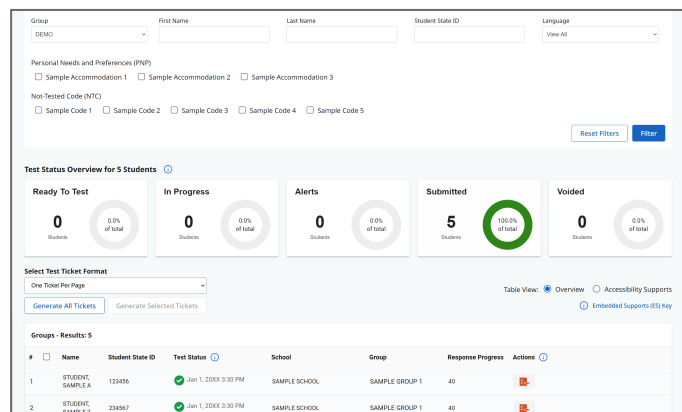 Group First Name Last Name Student State ID Language
DEMO View All
Personal Needs and Preferences (PNP)
Sample Accommodation 1 Sample Accommodation 2 Sample Accommodation 3
Not-Tested Code (NTC)
Sample Code 1 Sample Code 2 Sample Code 3 Sample Code 4 Sample Code 5
Reset Filters Filter
Test Status Overview for 5 Students
Ready To Test In Progress Alerts Submitted Voided
0 0.0% 0 0.0% 0 0.0% 5 100.0% 0 0.0%
Students of total Students of total Students of total Students of total Students of total
Select Test Ticket Format
One Ticket Per Page
Table View: Overview Accessibility Supports
Generate All Tickets Generate Selected Tickets Embedded Supports (ES) Key
Groups - Results: 5
# Name Student State ID Test Status School Group Response Progress Actions
1 STUDENT, SAMPLE A 123456 Jan 1, 20XX 3:30 PM SAMPLE SCHOOL SAMPLE GROUP 1 40
2 STUDENT, 234567 Jan 1, 20XX 3:30 PM SAMPLE SCHOOL SAMPLE GROUP 1 40